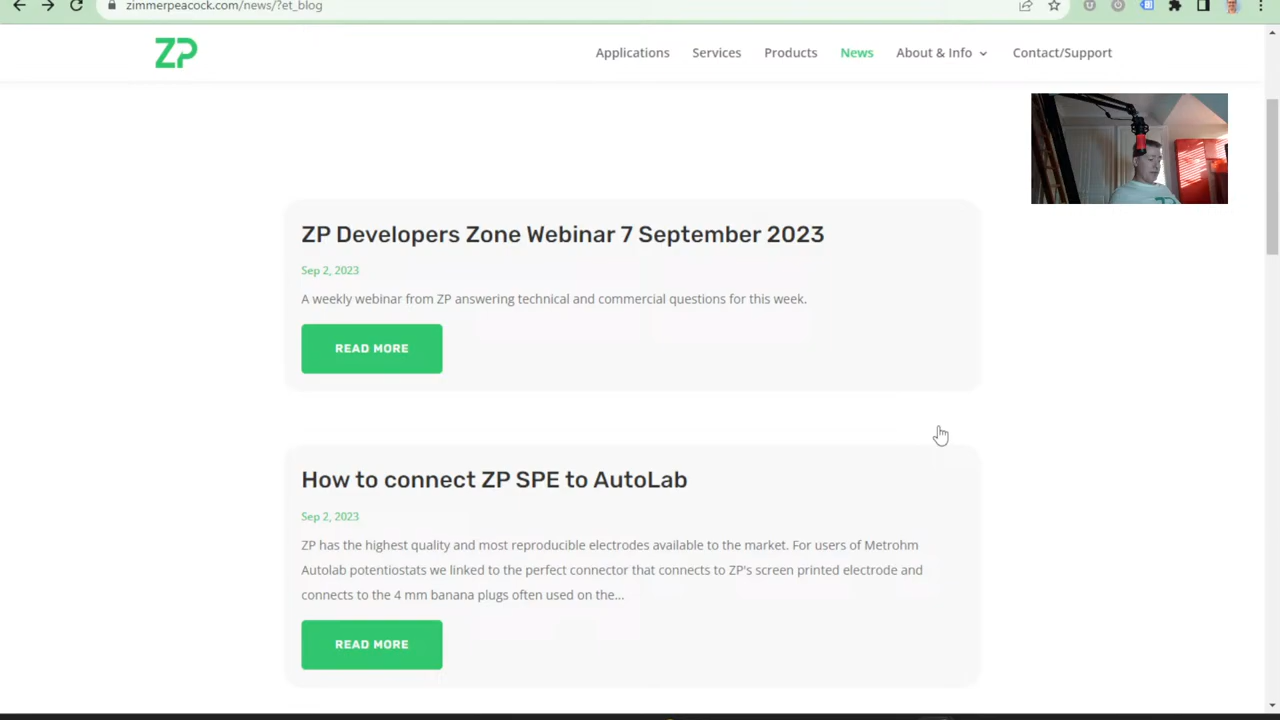 zimmerpeacock.com/news/?et_blog
ZP
Applications
Services
Products
News
About & Info
Contact/Support
ZP Developers Zone Webinar 7 September 2023
Sep 2, 2023
A weekly webinar from ZP answering technical and commercial questions for this week.
READ MORE
How to connect ZP SPE to AutoLab
Sep 2, 2023
ZP has the highest quality and most reproducible electrodes available to the market. For users of Metrohm
Autolab potentiostats we linked to the perfect connector that connects to ZP's screen printed electrode and
connects to the 4 mm banana plugs often used on the...
READ MORE